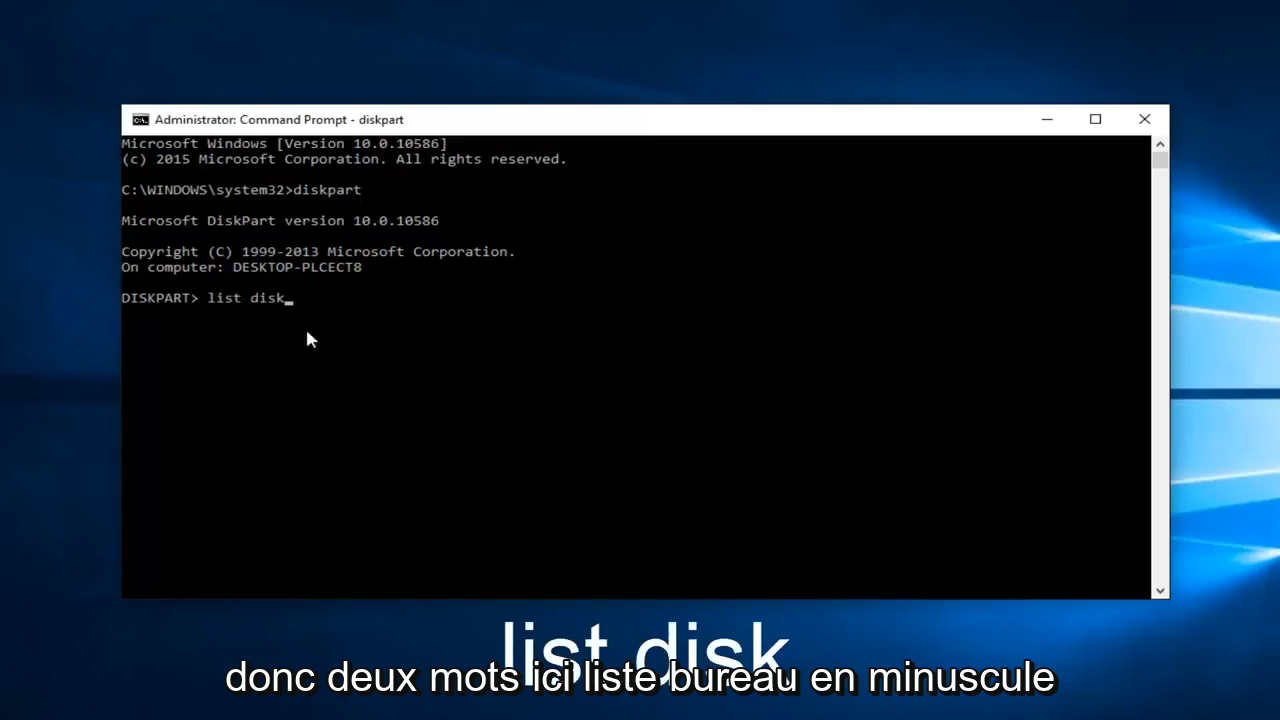 Administrator: Command Prompt - diskpart
Microsoft Windows [Version 10.0.10586]
(c) 2015 Microsoft Corporation. All rights reserved.
C:\WINDOWS\system32>diskpart
Microsoft DiskPart version 10.0.10586
Copyright (C) 1999-2013 Microsoft Corporation.
On computer: DESKTOP-PLCECT8
DISKPART> list disk_
list disk
donc deux mots ici liste bureau en minuscule